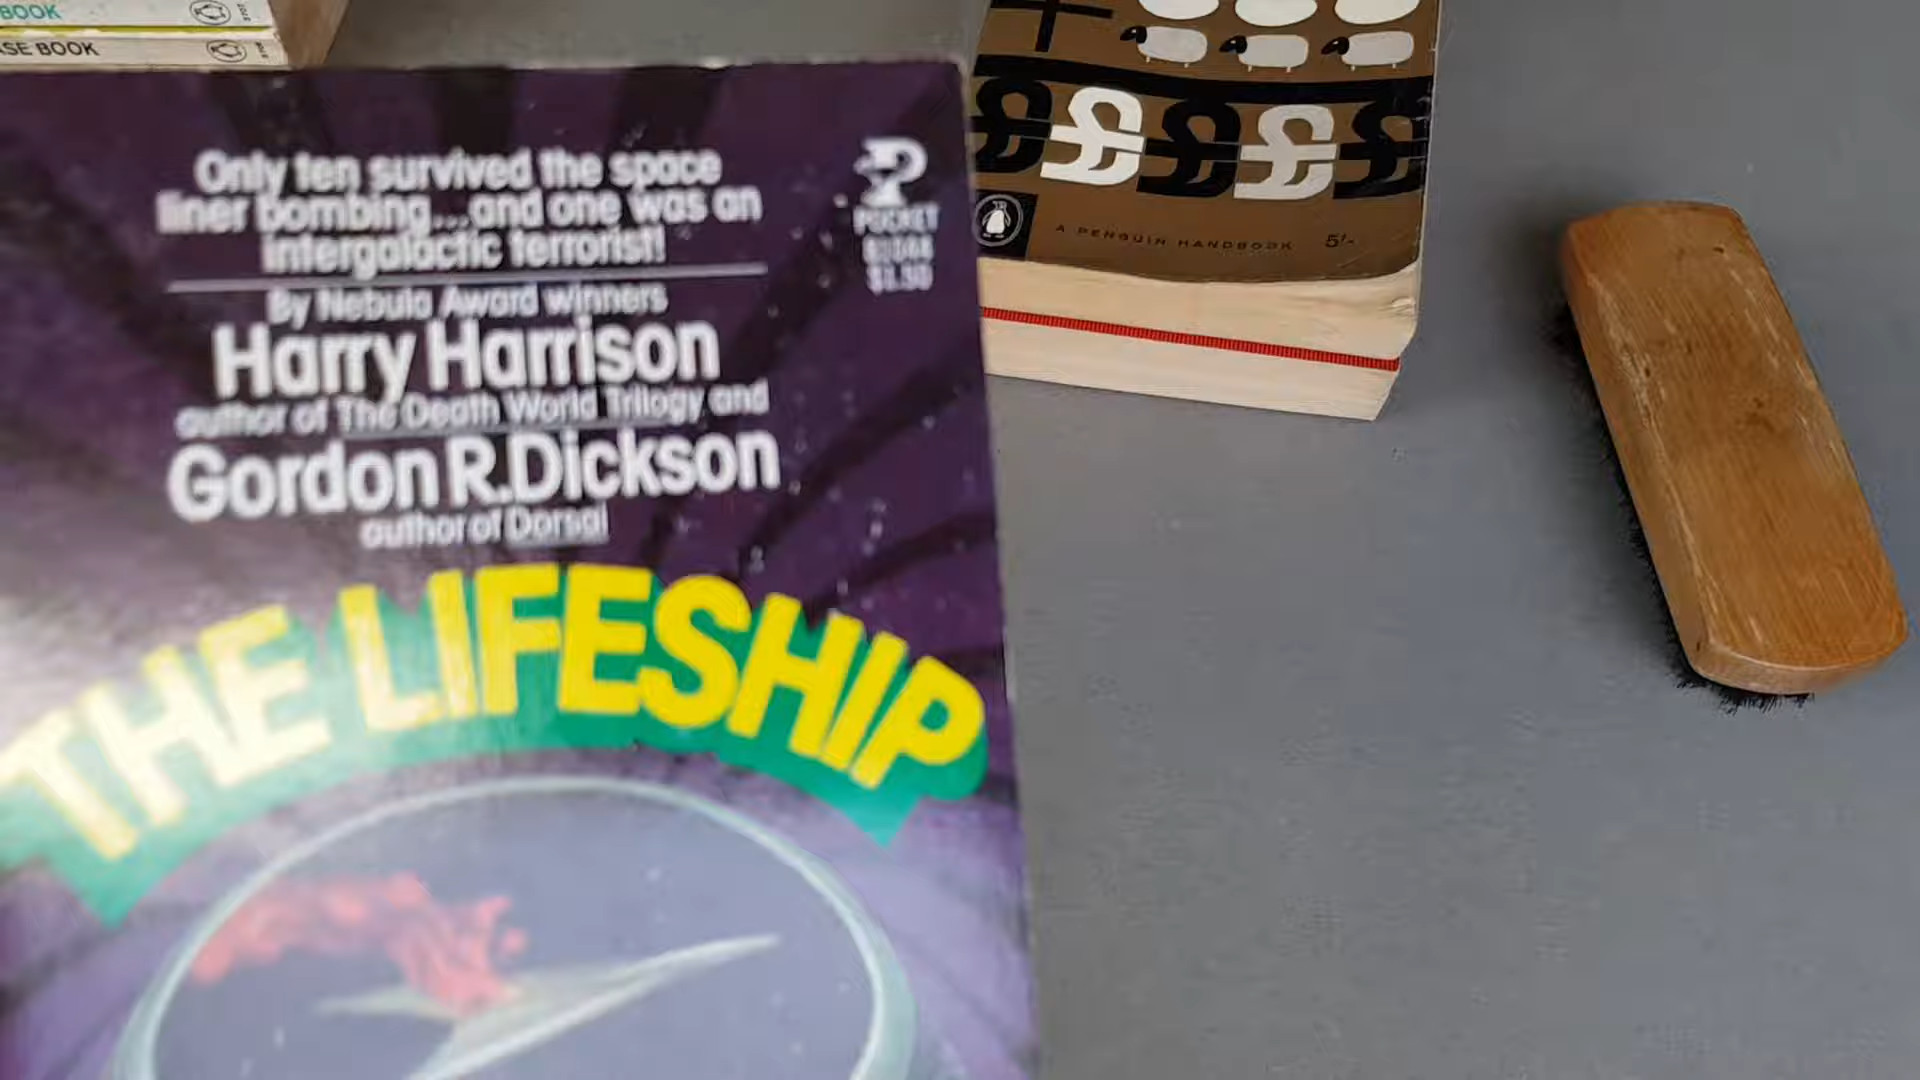 BOOK
ASE BOOK
Only ten survived the space
liner bombing...and one was an
intergalactic terrorist!
POCKET
$1.50
By Nebula Award winners
Harry Harrison
author of The Death World Trilogy and
Gordon R. Dickson
author of Dorsai
THE LIFESHIP
£££££
A PENGUIN HANDBOOK 5/-